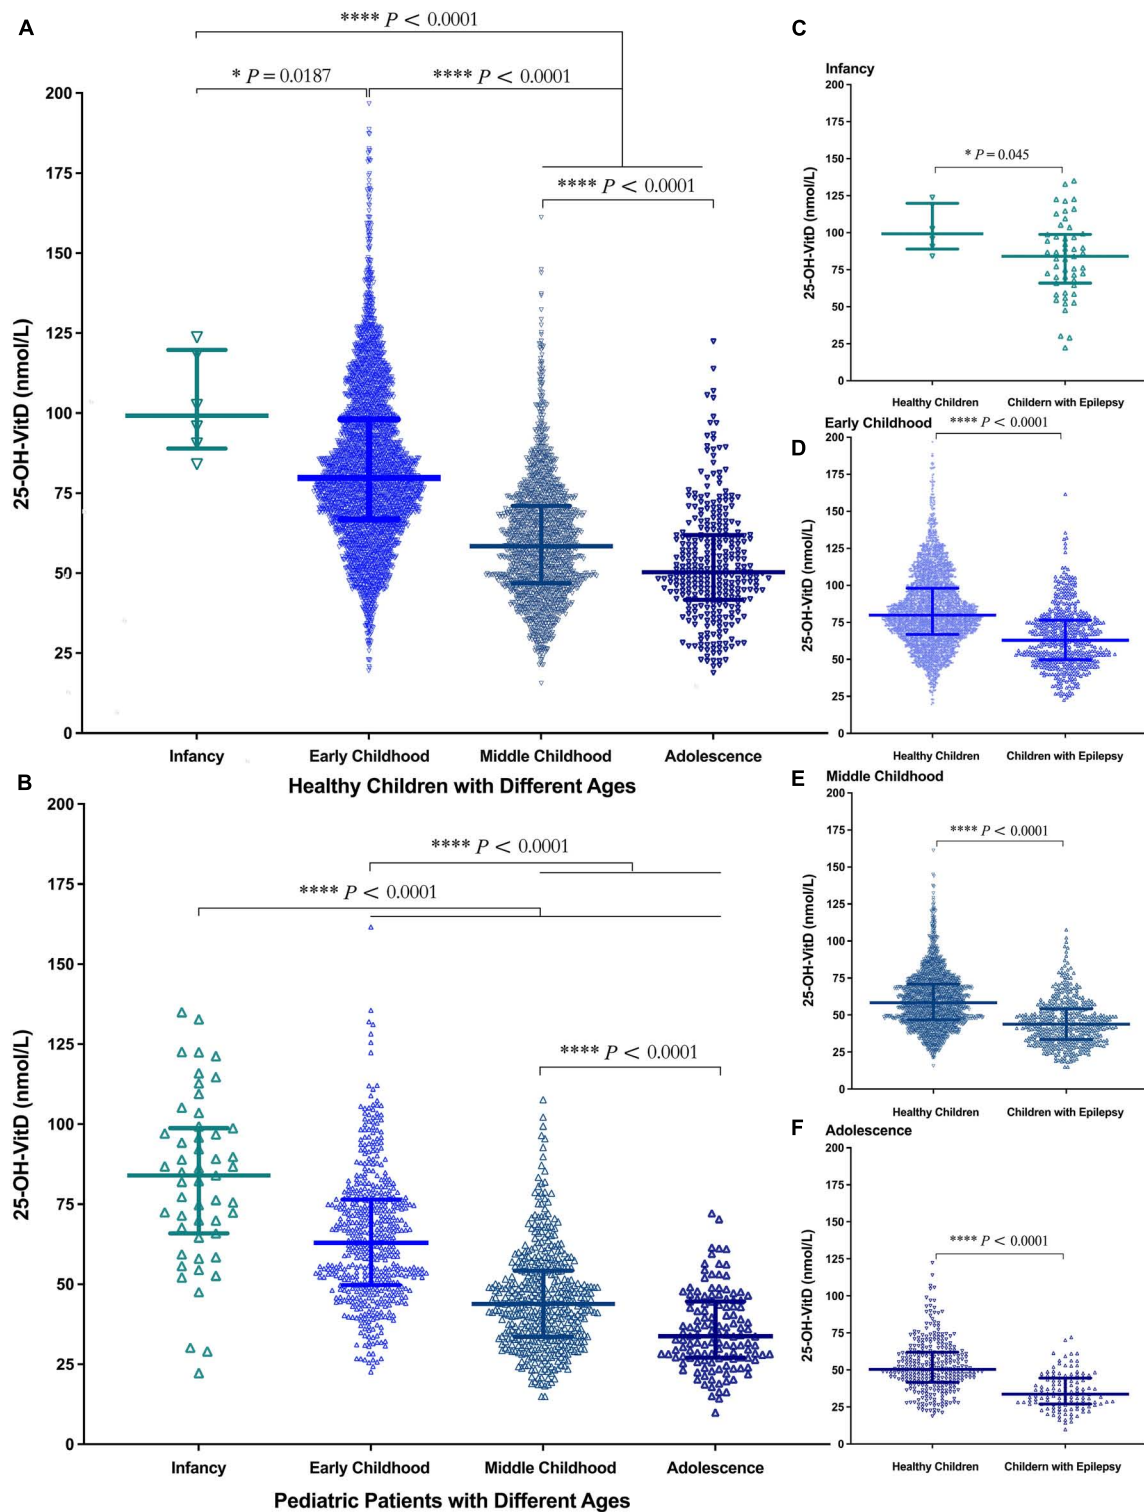 A
**** P < 0.0001
* P = 0.0187
**** P < 0.0001
**** P < 0.0001
200
175
150
125
100
75
50
25
0
25-OH-VitD (nmol/L)
Infancy
Early Childhood
Middle Childhood
Adolescence
Healthy Children with Different Ages
B
**** P < 0.0001
**** P < 0.0001
**** P < 0.0001
200
175
150
125
100
75
50
25
0
25-OH-VitD (nmol/L)
Infancy
Early Childhood
Middle Childhood
Adolescence
Pediatric Patients with Different Ages
C
Infancy
* P = 0.045
200
175
150
125
100
75
50
25
0
25-OH-VitD (nmol/L)
Healthy Children
Childern with Epilepsy
D
Early Childhood
**** P < 0.0001
200
175
150
125
100
75
50
25
0
25-OH-VitD (nmol/L)
Healthy Children
Children with Epilepsy
E
Middle Childhood
**** P < 0.0001
200
175
150
125
100
75
50
25
0
25-OH-VitD (nmol/L)
Healthy Children
Children with Epilepsy
F
Adolescence
**** P < 0.0001
200
175
150
125
100
75
50
25
0
25-OH-VitD (nmol/L)
Healthy Children
Childern with Epilepsy